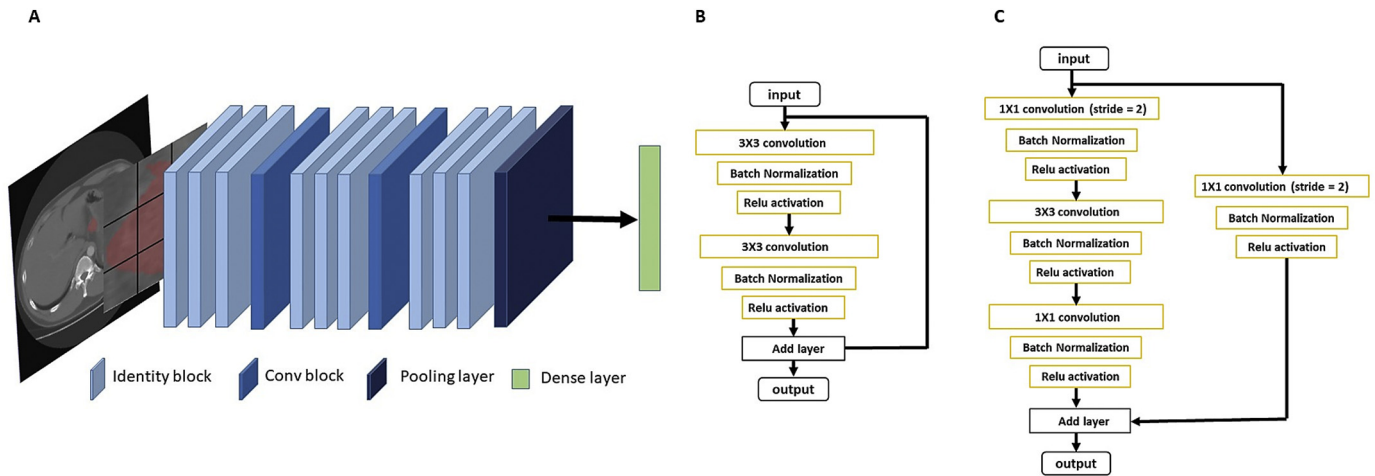 A
Identity block
Conv block
Pooling layer
Dense layer
B
input
3X3 convolution
Batch Normalization
Relu activation
3X3 convolution
Batch Normalization
Relu activation
Add layer
output
C
input
1X1 convolution (stride = 2)
Batch Normalization
Relu activation
3X3 convolution
Batch Normalization
Relu activation
1X1 convolution
Batch Normalization
Relu activation
1X1 convolution (stride = 2)
Batch Normalization
Relu activation
Add layer
output